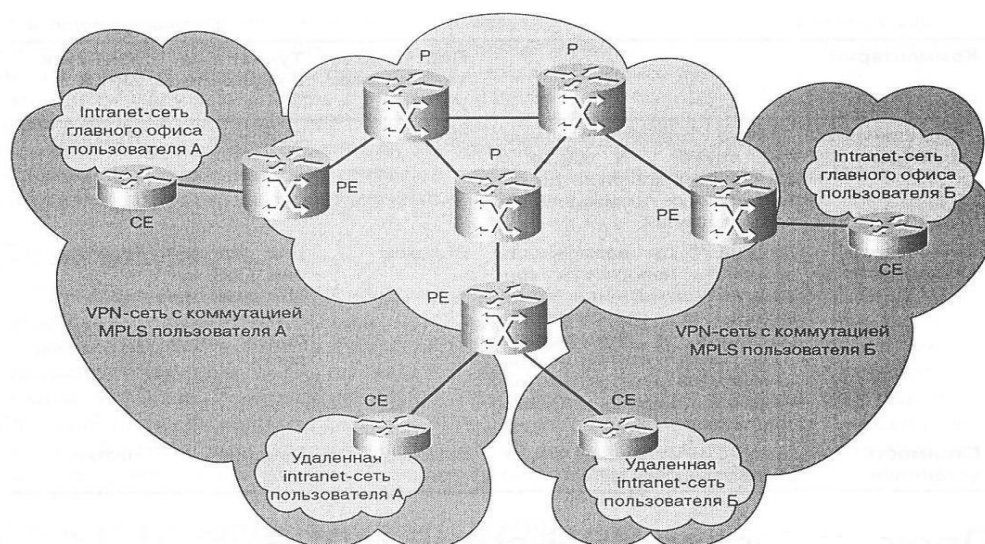 P
P
Intranet-сеть
главного офиса
пользователя А
P
Intranet-сеть
главного офиса
пользователя Б
PE
PE
CE
CE
PE
VPN-сеть с коммутацией
MPLS пользователя А
VPN-сеть с коммутацией
MPLS пользователя Б
CE
CE
Удаленная
intranet-сеть
пользователя А
Удаленная
intranet-сеть
пользователя Б